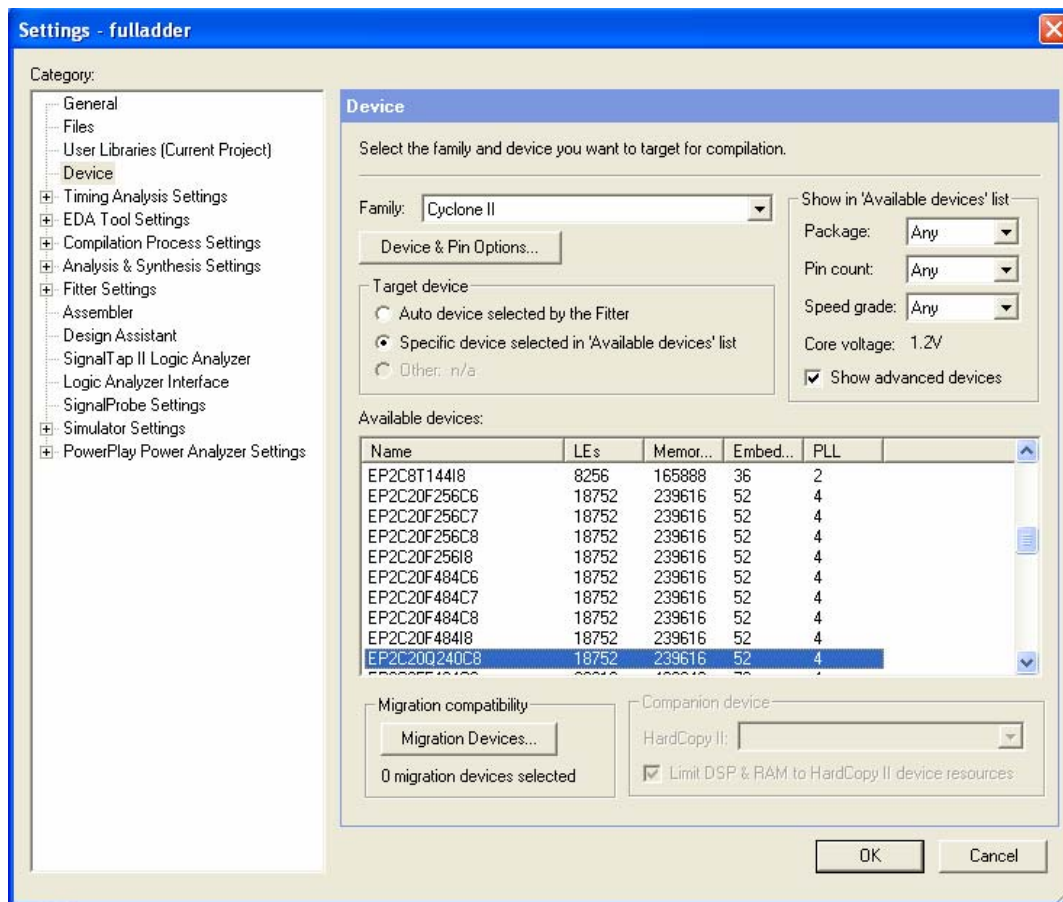 Settings - fulladder
Category:
General
Files
User Libraries (Current Project)
Device
Timing Analysis Settings
EDA Tool Settings
Compilation Process Settings
Analysis & Synthesis Settings
Fitter Settings
Assembler
Design Assistant
SignalTap II Logic Analyzer
Logic Analyzer Interface
SignalProbe Settings
Simulator Settings
PowerPlay Power Analyzer Settings
Device
Select the family and device you want to target for compilation.
Family: Cyclone II
Device & Pin Options...
Target device
Auto device selected by the Fitter
Specific device selected in 'Available devices' list
Other: n/a
Show in 'Available devices' list
Package: Any
Pin count: Any
Speed grade: Any
Core voltage: 1.2V
Show advanced devices
Available devices:
Name LEs Memor... Embed... PLL
EP2C8T144I8 8256 165888 36 2
EP2C20F256C6 18752 239616 52 4
EP2C20F256C7 18752 239616 52 4
EP2C20F256C8 18752 239616 52 4
EP2C20F256I8 18752 239616 52 4
EP2C20F484C6 18752 239616 52 4
EP2C20F484C7 18752 239616 52 4
EP2C20F484C8 18752 239616 52 4
EP2C20F484I8 18752 239616 52 4
EP2C20Q240C8 18752 239616 52 4
Migration compatibility
Migration Devices...
0 migration devices selected
Companion device
HardCopy II:
Limit DSP & RAM to HardCopy II device resources
OK
Cancel